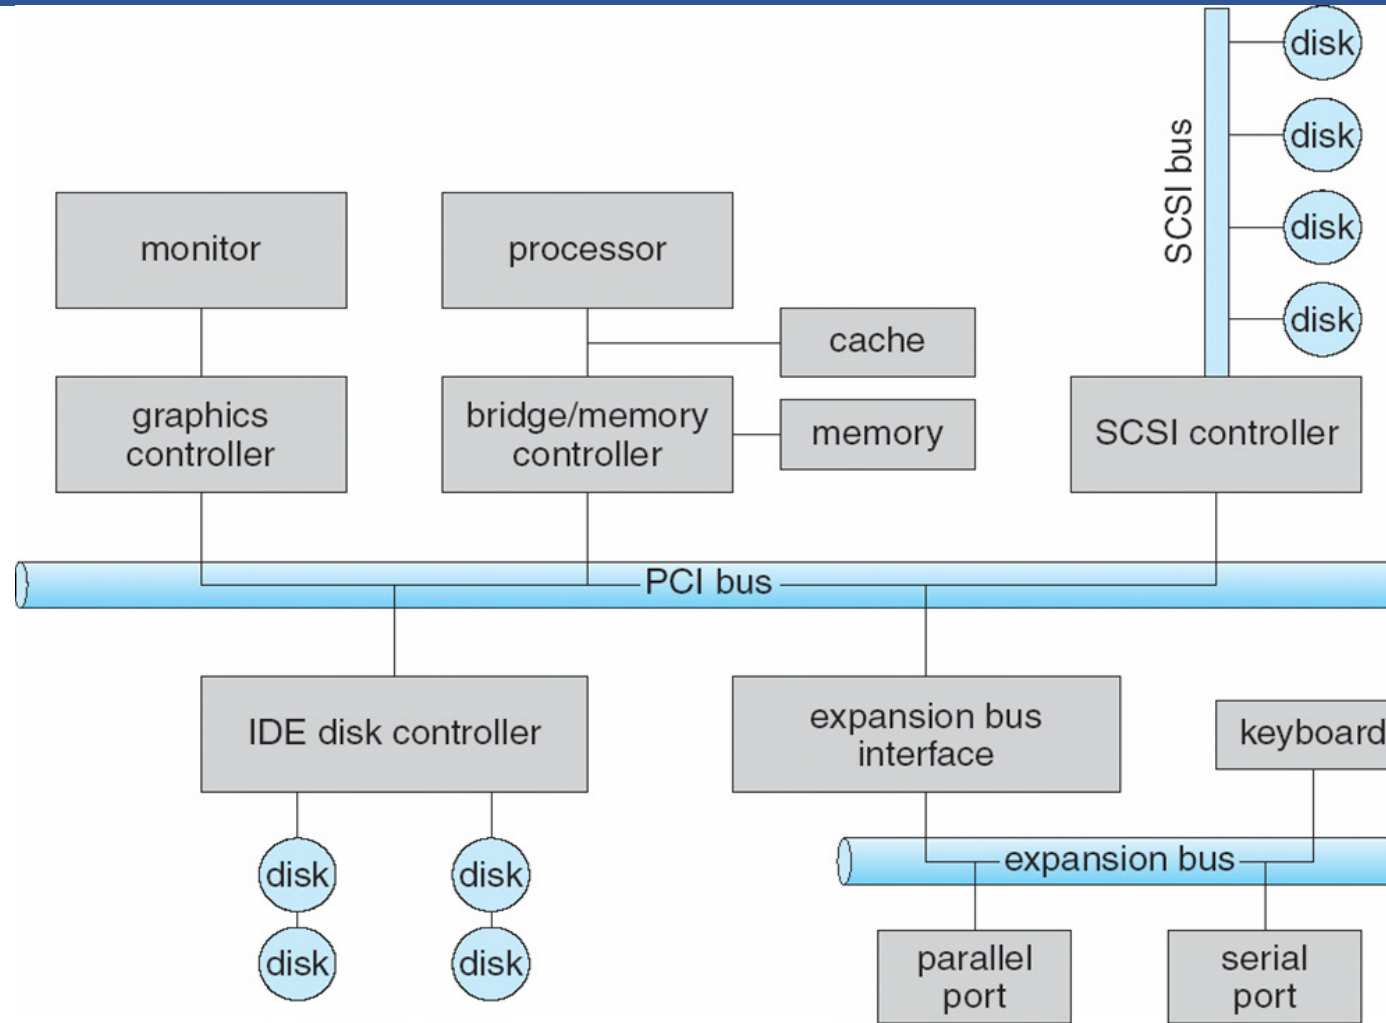 disk
disk
disk
disk
SCSI bus
monitor
processor
cache
graphics
controller
bridge/memory
controller
memory
SCSI controller
PCI bus
IDE disk controller
expansion bus
interface
keyboard
disk
disk
disk
disk
expansion bus
parallel
port
serial
port